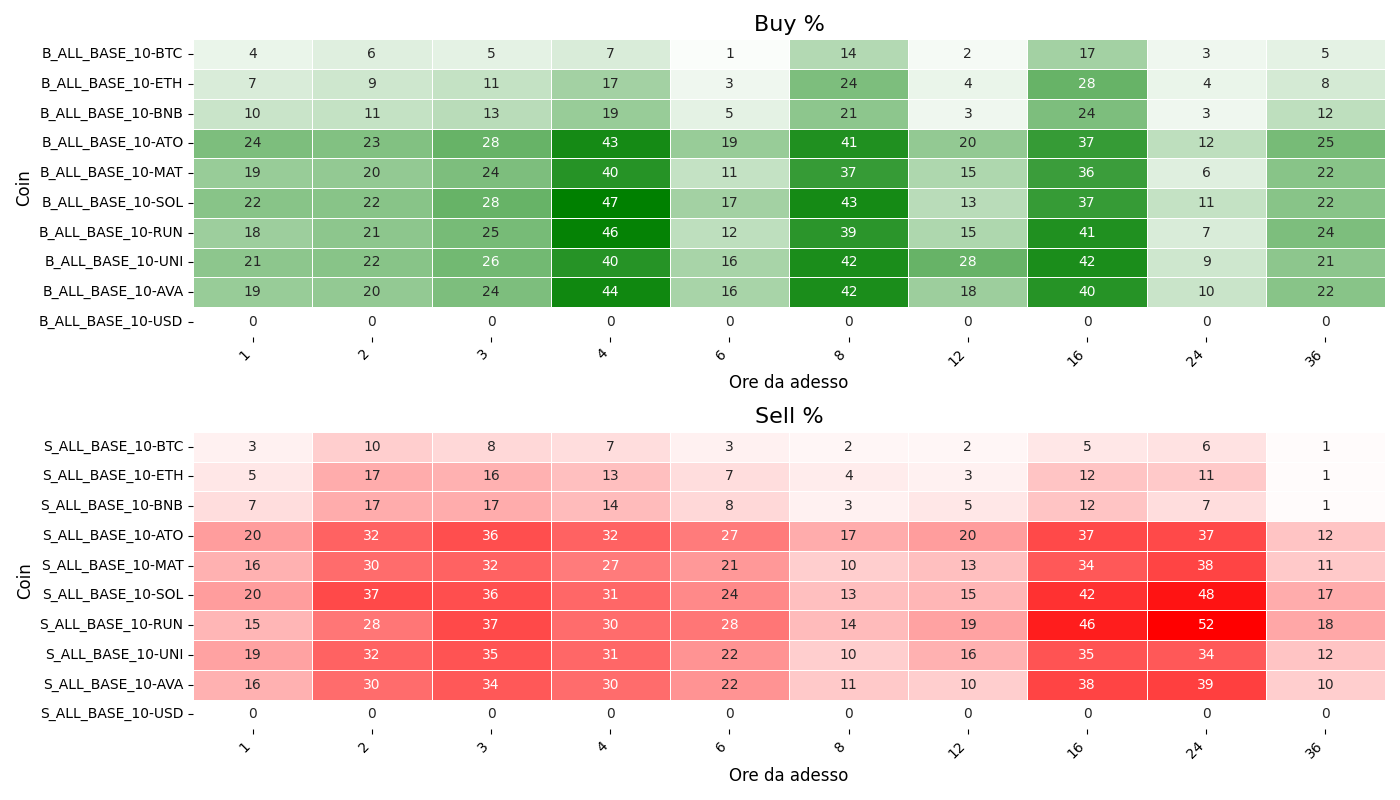 Buy %
Coin
B_ALL_BASE_10-BTC 4 6 5 7 1 14 2 17 3 5
B_ALL_BASE_10-ETH 7 9 11 17 3 24 4 28 4 8
B_ALL_BASE_10-BNB 10 11 13 19 5 21 3 24 3 12
B_ALL_BASE_10-ATO 24 23 28 43 19 41 20 37 12 25
B_ALL_BASE_10-MAT 19 20 24 40 11 37 15 36 6 22
B_ALL_BASE_10-SOL 22 22 28 47 17 43 13 37 11 22
B_ALL_BASE_10-RUN 18 21 25 46 12 39 15 41 7 24
B_ALL_BASE_10-UNI 21 22 26 40 16 42 28 42 9 21
B_ALL_BASE_10-AVA 19 20 24 44 16 42 18 40 10 22
B_ALL_BASE_10-USD 0 0 0 0 0 0 0 0 0 0
1 2 3 4 6 8 12 16 24 36
Ore da adesso
Sell %
Coin
S_ALL_BASE_10-BTC 3 10 8 7 3 2 2 5 6 1
S_ALL_BASE_10-ETH 5 17 16 13 7 4 3 12 11 1
S_ALL_BASE_10-BNB 7 17 17 14 8 3 5 12 7 1
S_ALL_BASE_10-ATO 20 32 36 32 27 17 20 37 37 12
S_ALL_BASE_10-MAT 16 30 32 27 21 10 13 34 38 11
S_ALL_BASE_10-SOL 20 37 36 31 24 13 15 42 48 17
S_ALL_BASE_10-RUN 15 28 37 30 28 14 19 46 52 18
S_ALL_BASE_10-UNI 19 32 35 31 22 10 16 35 34 12
S_ALL_BASE_10-AVA 16 30 34 30 22 11 10 38 39 10
S_ALL_BASE_10-USD 0 0 0 0 0 0 0 0 0 0
1 2 3 4 6 8 12 16 24 36
Ore da adesso